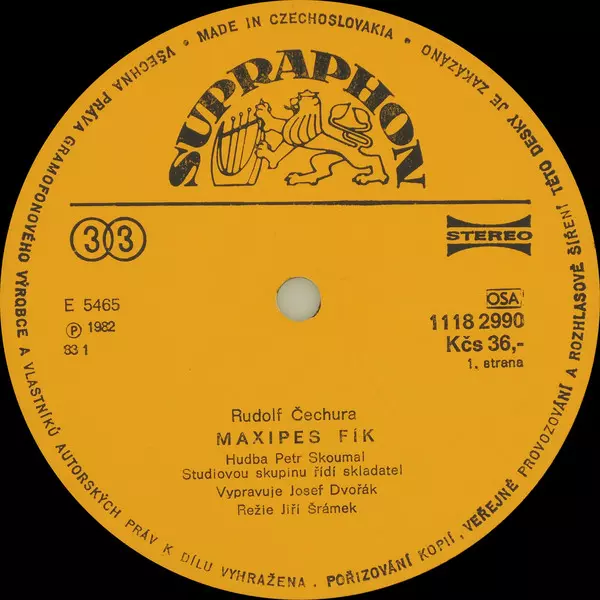 VŠECHNA PRÁVA GRAMOFONOVÉHO VÝROBCE A VLASTNÍKŮ AUTORSKÝCH PRÁV K DÍLU VYHRAŽENA. POŘIZOVÁNÍ KOPIÍ, VEŘEJNÉ PROVOZOVÁNÍ A ROZHLASOVÉ ŠÍŘENÍ TÉTO DESKY JE ZAKÁZÁNO • MADE IN CZECHOSLOVAKIA •
SUPRAPHON
33
STEREO
E 5465
Ⓟ 1982
83 1
OSA
1118 2990
Kčs 36,-
1. strana
Rudolf Čechura
MAXIPES FÍK
Hudba Petr Skoumal
Studiovou skupinu řídí skladatel
Vypravuje Josef Dvořák
Režie Jiří Šrámek